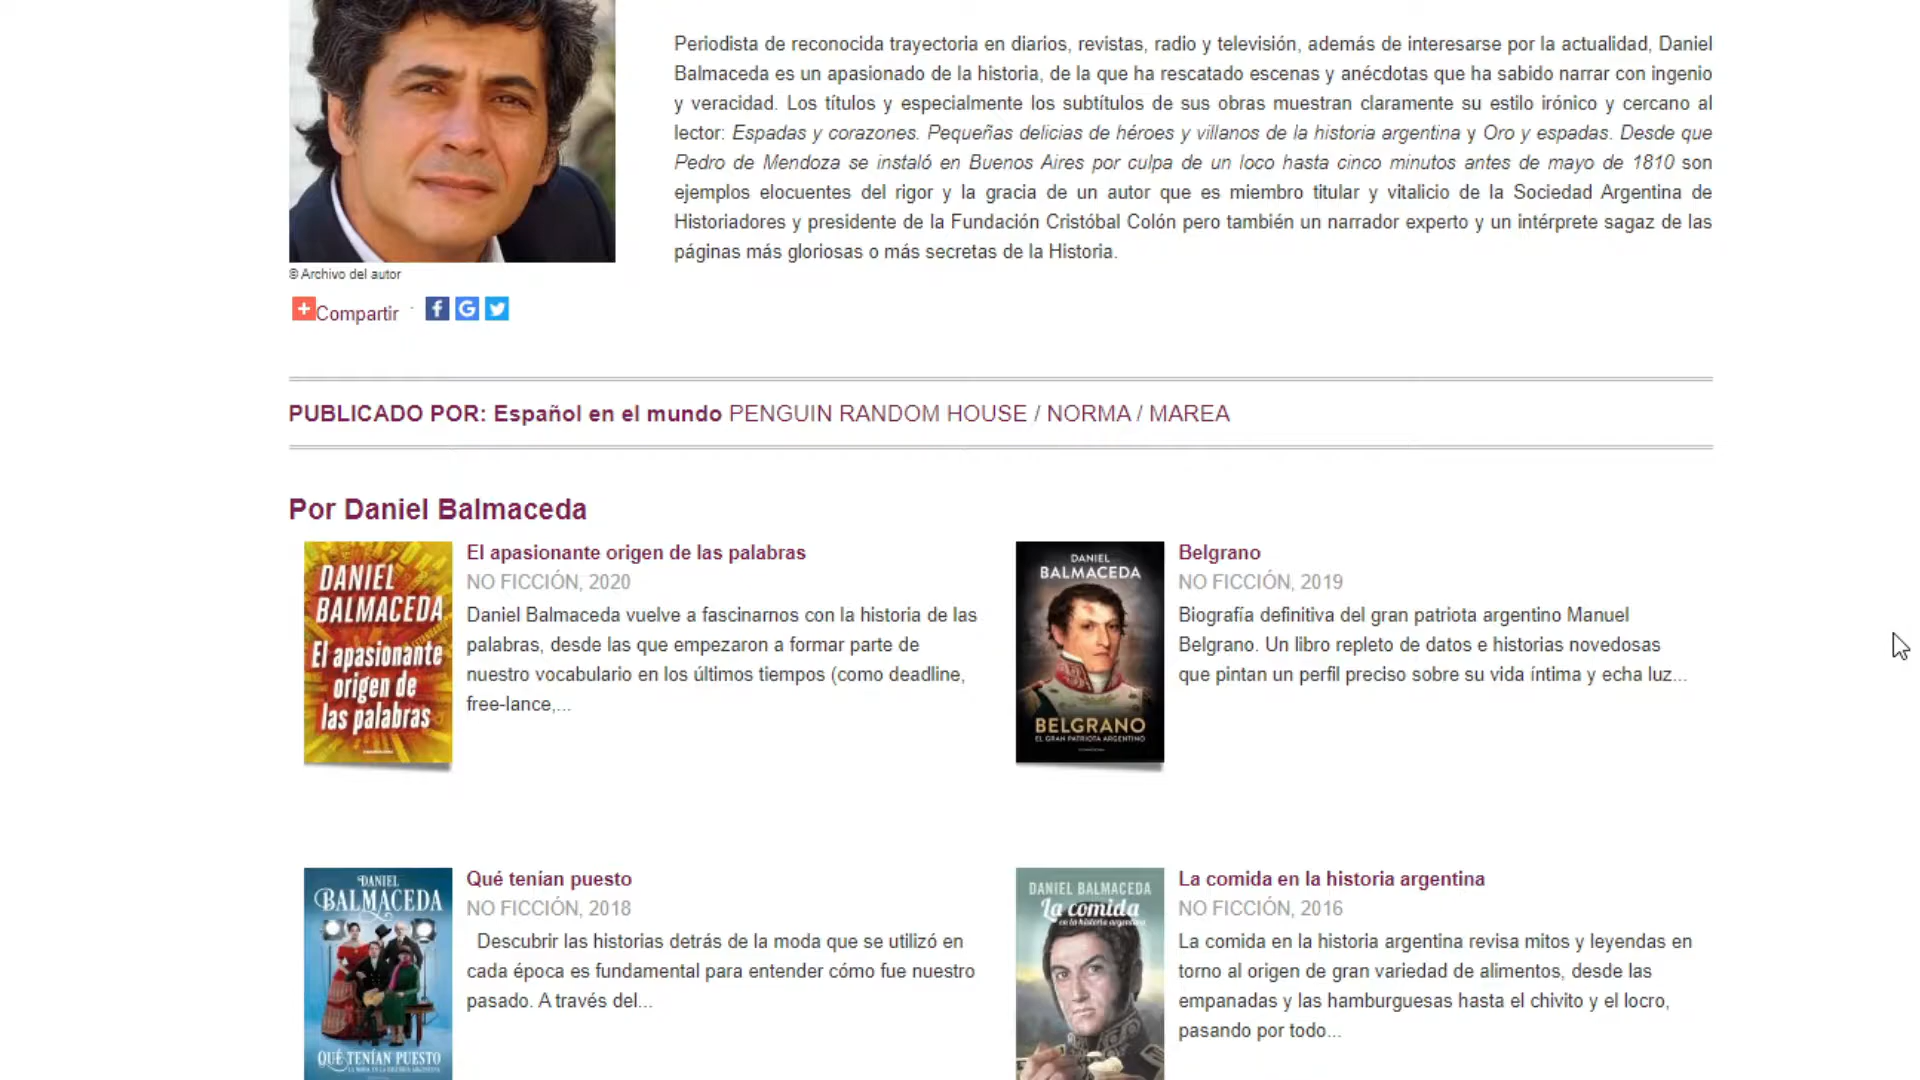 Periodista de reconocida trayectoria en diarios, revistas, radio y televisión, además de interesarse por la actualidad, Daniel
Balmaceda es un apasionado de la historia, de la que ha rescatado escenas y anécdotas que ha sabido narrar con ingenio
y veracidad. Los títulos y especialmente los subtítulos de sus obras muestran claramente su estilo irónico y cercano al
lector: Espadas y corazones. Pequeñas delicias de héroes y villanos de la historia argentina y Oro y espadas. Desde que
Pedro de Mendoza se instaló en Buenos Aires por culpa de un loco hasta cinco minutos antes de mayo de 1810 son
ejemplos elocuentes del rigor y la gracia de un autor que es miembro titular y vitalicio de la Sociedad Argentina de
Historiadores y presidente de la Fundación Cristóbal Colón pero también un narrador experto y un intérprete sagaz de las
páginas más gloriosas o más secretas de la Historia.
© Archivo del autor
Compartir
PUBLICADO POR: Español en el mundo PENGUIN RANDOM HOUSE / NORMA / MAREA
Por Daniel Balmaceda
DANIEL
BALMACEDA
El apasionante
origen de
las palabras
El apasionante origen de las palabras
NO FICCIÓN, 2020
Daniel Balmaceda vuelve a fascinarnos con la historia de las
palabras, desde las que empezaron a formar parte de
nuestro vocabulario en los últimos tiempos (como deadline,
free-lance,...
DANIEL
BALMACEDA
BELGRANO
EL GRAN PATRIOTA ARGENTINO
Belgrano
NO FICCIÓN, 2019
Biografía definitiva del gran patriota argentino Manuel
Belgrano. Un libro repleto de datos e historias novedosas
que pintan un perfil preciso sobre su vida íntima y echa luz...
DANIEL
BALMACEDA
QUÉ TENÍAN PUESTO
LA MODA EN LA HISTORIA ARGENTINA
Qué tenían puesto
NO FICCIÓN, 2018
Descubrir las historias detrás de la moda que se utilizó en
cada época es fundamental para entender cómo fue nuestro
pasado. A través del...
DANIEL BALMACEDA
La comida
en la historia argentina
La comida en la historia argentina
NO FICCIÓN, 2016
La comida en la historia argentina revisa mitos y leyendas en
torno al origen de gran variedad de alimentos, desde las
empanadas y las hamburguesas hasta el chivito y el locro,
pasando por todo...